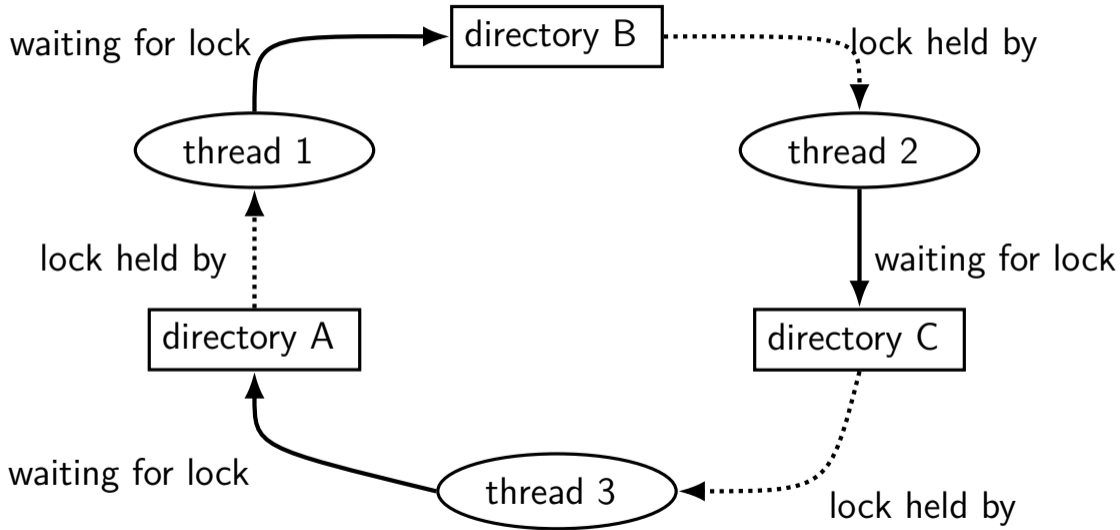 directory B
waiting for lock
lock held by
thread 1
thread 2
lock held by
waiting for lock
directory A
directory C
waiting for lock
thread 3
lock held by